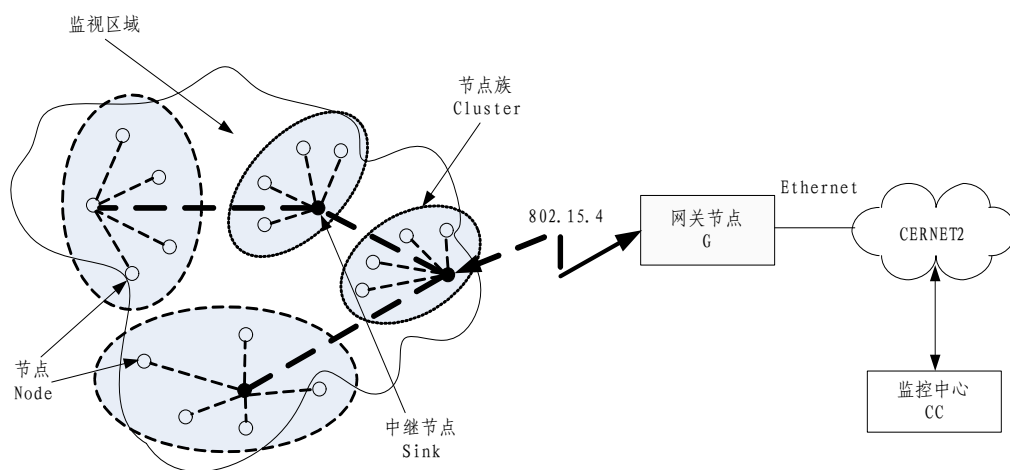 监视区域
节点族
Cluster
802.15.4
网关节点
G
Ethernet
CERNET2
节点
Node
中继节点
Sink
监控中心
CC